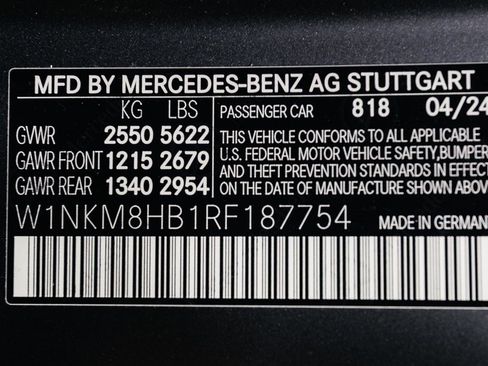 MFD BY MERCEDES-BENZ AG STUTTGART
KG LBS PASSENGER CAR 818 04/24
GVWR 2550 5622 THIS VEHICLE CONFORMS TO ALL APPLICABLE
GAWR FRONT 1215 2679 U.S. FEDERAL MOTOR VEHICLE SAFETY, BUMPER
GAWR REAR 1340 2954 AND THEFT PREVENTION STANDARDS IN EFFECT
ON THE DATE OF MANUFACTURE SHOWN ABOVE
W1NKM8HB1RF187754 MADE IN GERMAN